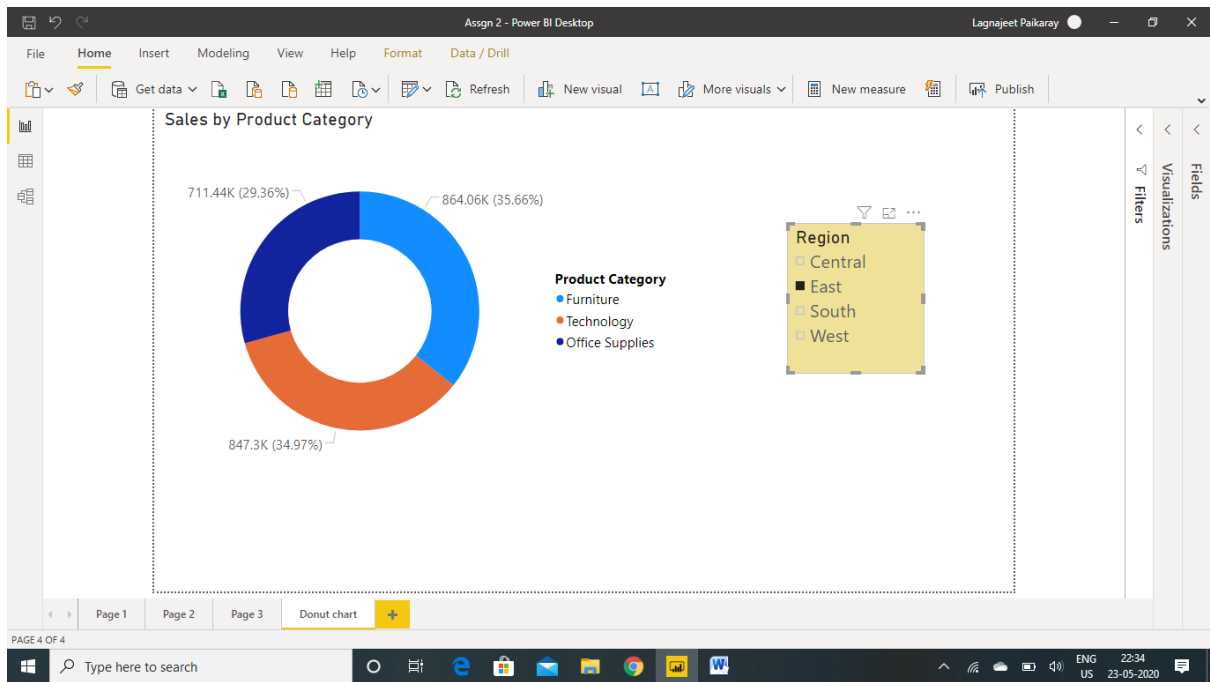 Assgn 2 - Power BI Desktop
Lagnajeet Paikaray
File Home Insert Modeling View Help Format Data / Drill
Get data Refresh New visual A More visuals New measure Publish
Sales by Product Category
711.44K (29.36%)
864.06K (35.66%)
847.3K (34.97%)
Product Category
Furniture
Technology
Office Supplies
Region
Central
East
South
West
Filters
Visualizations
Fields
Page 1 Page 2 Page 3 Donut chart +
PAGE 4 OF 4
Type here to search
ENG
US
22:34
23-05-2020